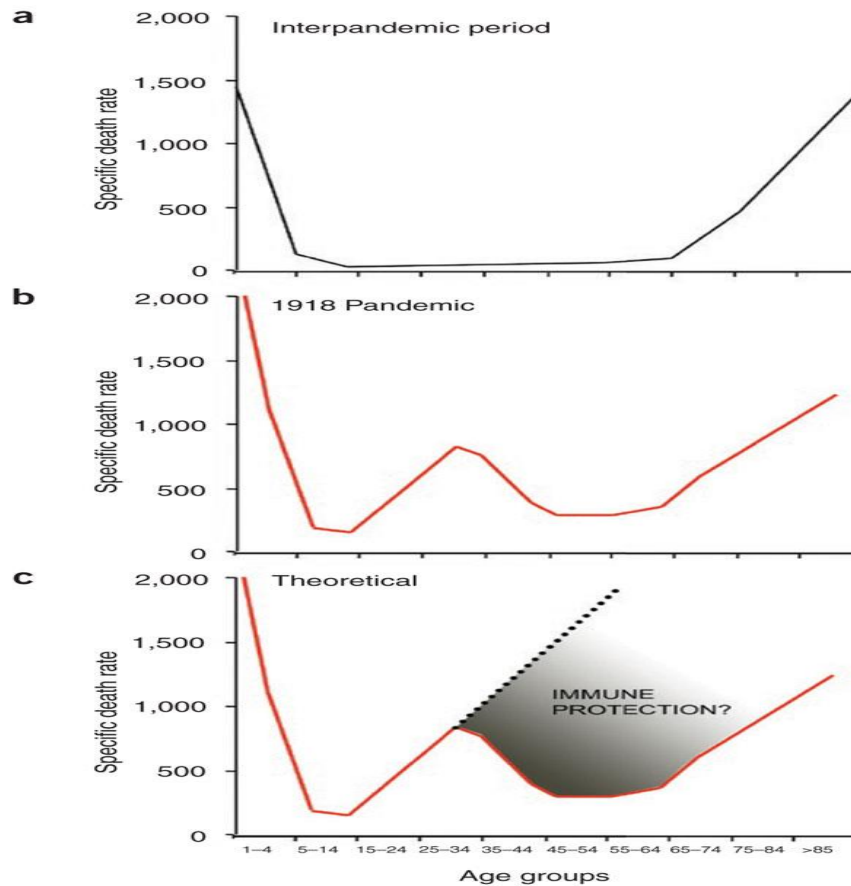 a
Interpandemic period
Specific death rate
2,000
1,500
1,000
500
0
b
1918 Pandemic
Specific death rate
2,000
1,500
1,000
500
0
c
Theoretical
Specific death rate
2,000
1,500
1,000
500
0
IMMUNE
PROTECTION?
1–4 5–14 15–24 25–34 35–44 45–54 55–64 65–74 75–84 >85
Age groups